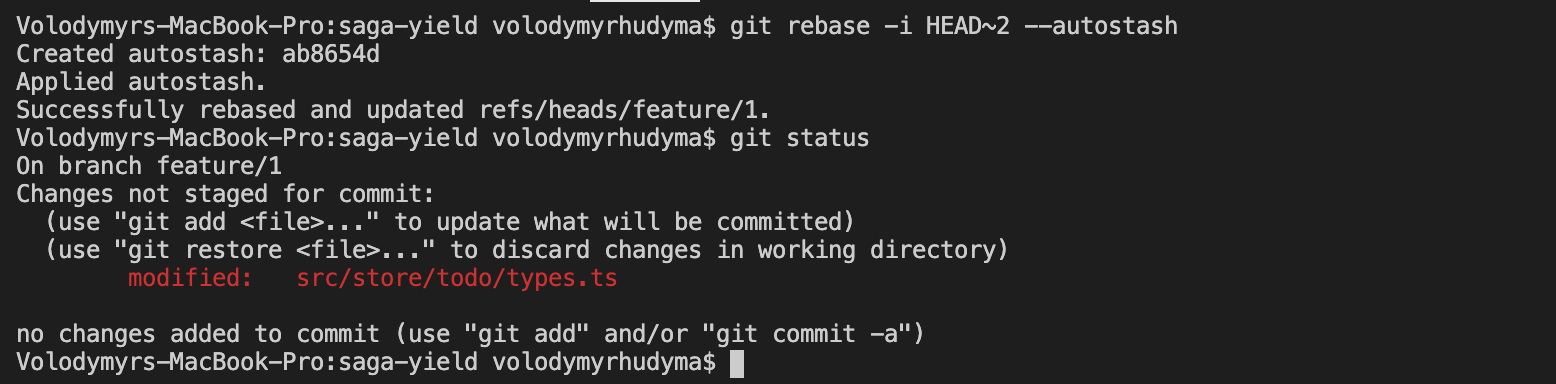 Volodymyrs-MacBook-Pro:saga-yield volodymyrhudyma$ git rebase -i HEAD~2 --autostash
Created autostash: ab8654d
Applied autostash.
Successfully rebased and updated refs/heads/feature/1.
Volodymyrs-MacBook-Pro:saga-yield volodymyrhudyma$ git status
On branch feature/1
Changes not staged for commit:
  (use "git add <file>..." to update what will be committed)
  (use "git restore <file>..." to discard changes in working directory)
        modified:   src/store/todo/types.ts

no changes added to commit (use "git add" and/or "git commit -a")
Volodymyrs-MacBook-Pro:saga-yield volodymyrhudyma$